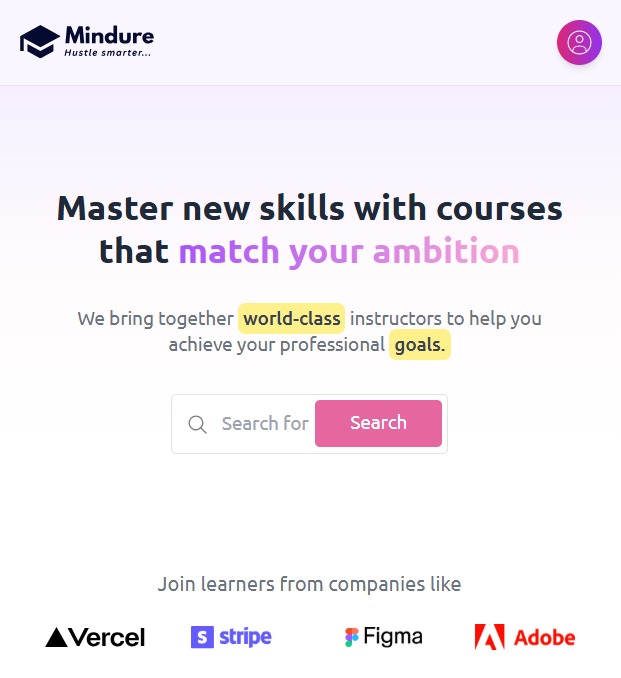 Mindure
Hustle smarter...
Master new skills with courses
that match your ambition
We bring together world-class instructors to help you
achieve your professional goals.
Search for
Search
Join learners from companies like
Vercel
S stripe
Figma
Adobe